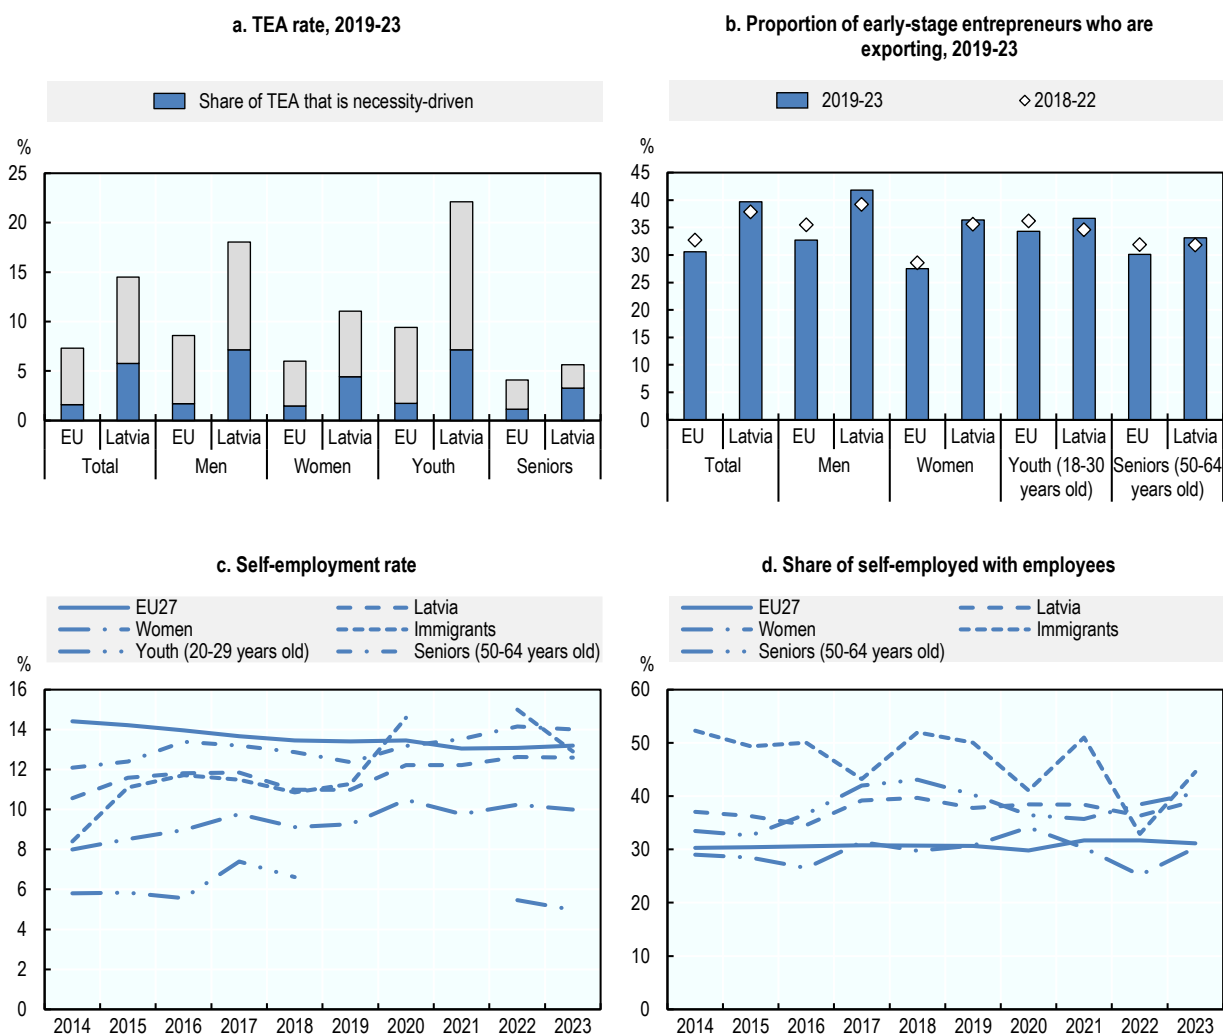 a. TEA rate, 2019-23
Share of TEA that is necessity-driven
%
25
20
15
10
5
0
EU Latvia EU Latvia EU Latvia EU Latvia EU Latvia
Total Men Women Youth Seniors
b. Proportion of early-stage entrepreneurs who are
exporting, 2019-23
2019-23 2018-22
%
45
40
35
30
25
20
15
10
5
0
EU Latvia EU Latvia EU Latvia EU Latvia EU Latvia
Total Men Women Youth (18-30 Seniors (50-64
years old) years old)
c. Self-employment rate
EU27 Latvia
Women Immigrants
Youth (20-29 years old) Seniors (50-64 years old)
%
16
14
12
10
8
6
4
2
0
2014 2015 2016 2017 2018 2019 2020 2021 2022 2023
d. Share of self-employed with employees
EU27 Latvia
Women Immigrants
Seniors (50-64 years old)
%
60
50
40
30
20
10
0
2014 2015 2016 2017 2018 2019 2020 2021 2022 2023